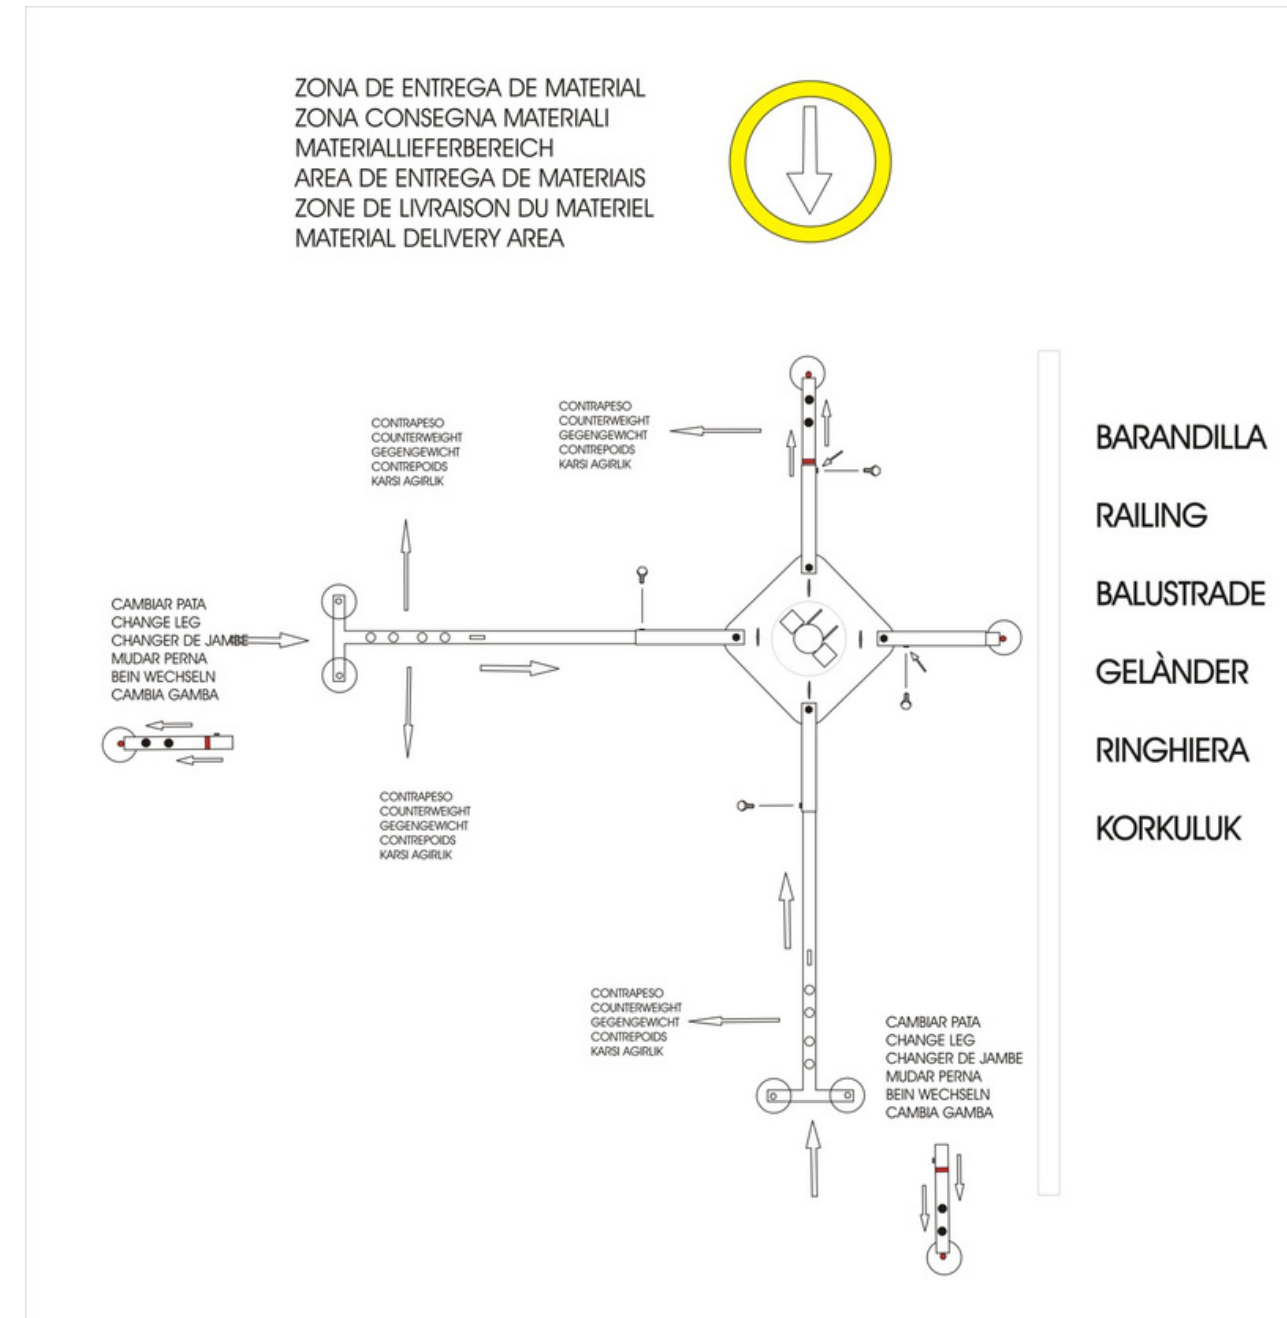 ZONA DE ENTREGA DE MATERIAL
ZONA CONSEGNA MATERIALI
MATERIALLIEFERBEREICH
AREA DE ENTREGA DE MATERIAIS
ZONE DE LIVRAISON DU MATERIEL
MATERIAL DELIVERY AREA
CONTRAPESO
COUNTERWEIGHT
GEGENGEWICHT
CONTREPOIDS
KARSI AGIRLIK
CONTRAPESO
COUNTERWEIGHT
GEGENGEWICHT
CONTREPOIDS
KARSI AGIRLIK
BARANDILLA
RAILING
BALUSTRADE
GELÀNDER
RINGHIERA
KORKULUK
CAMBIAR PATA
CHANGE LEG
CHANGER DE JAMBE
MUDAR PERNA
BEIN WECHSELN
CAMBIA GAMBA
CONTRAPESO
COUNTERWEIGHT
GEGENGEWICHT
CONTREPOIDS
KARSI AGIRLIK
CONTRAPESO
COUNTERWEIGHT
GEGENGEWICHT
CONTREPOIDS
KARSI AGIRLIK
CAMBIAR PATA
CHANGE LEG
CHANGER DE JAMBE
MUDAR PERNA
BEIN WECHSELN
CAMBIA GAMBA